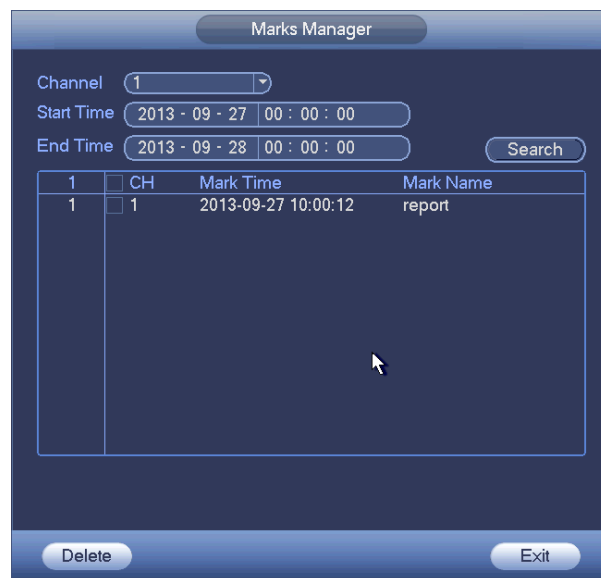 Marks Manager
Channel 1
Start Time 2013 - 09 - 27 00 : 00 : 00
End Time 2013 - 09 - 28 00 : 00 : 00
Search
1 CH Mark Time Mark Name
1 1 2013-09-27 10:00:12 report
Delete Exit